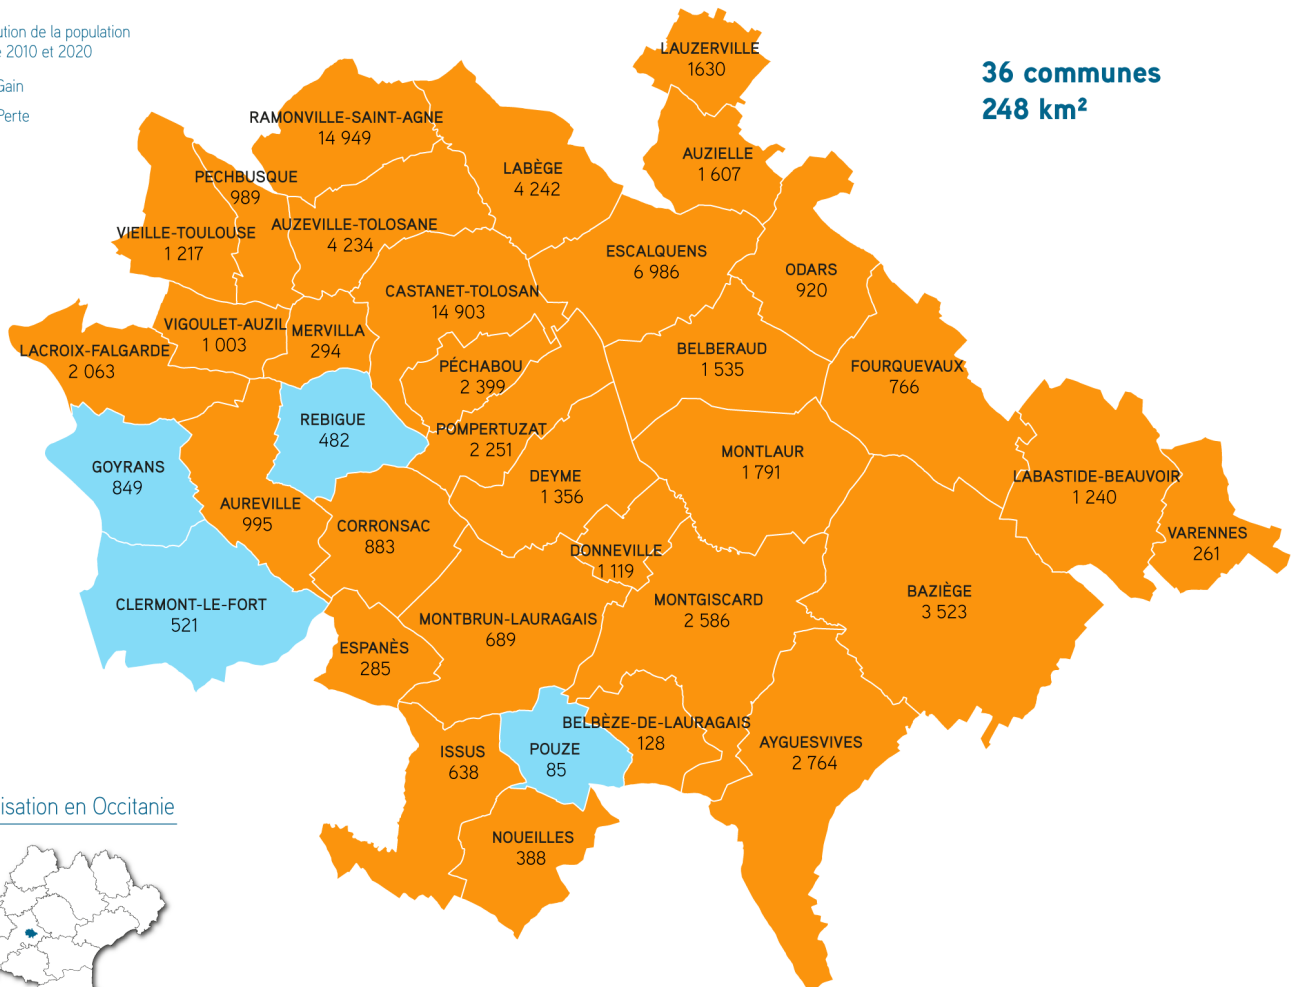 de la population
2010 et 2020
36 communes
248 km²
LAUZERVILLE
1630
RAMONVILLE-SAINT-AGNE
14 949
AUZIELLE
1 607
LABÈGE
4 242
PECHBUSQUE
989
VIEILLE-TOULOUSE
1 217
AUZEVILLE-TOLOSANE
4 234
ESCALQUENS
6 986
ODARS
920
CASTANET-TOLOSAN
14 903
VIGOULET-AUZIL
1 003
MERVILLA
294
LACROIX-FALGARDE
2 063
BELBERAUD
1 535
PÉCHABOU
2 399
FOURQUEVAUX
766
REBIGUE
482
POMPERTUZAT
2 251
MONTLAUR
1 791
GOYRANS
849
DEYME
1 356
LABASTIDE-BEAUVOIR
1 240
AUREVILLE
995
CORRONSAC
883
VARENNES
261
DONNEVILLE
1 119
CLERMONT-LE-FORT
521
MONTBRUN-LAURAGAIS
689
MONTGISCARD
2 586
BAZIÈGE
3 523
ESPANÈS
285
ISSUS
638
POUZE
85
BELBÈZE-DE-LAURAGAIS
128
AYGUESVIVES
2 764
NOUEILLES
388
en Occitanie